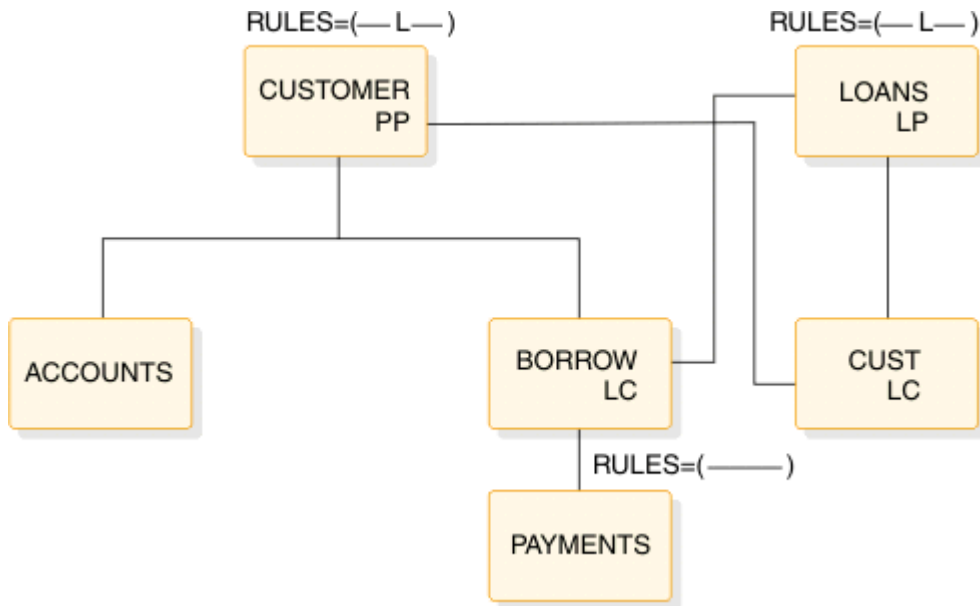 RULES=( — L — )
RULES=( — L — )
CUSTOMER
PP
LOANS
LP
ACCOUNTS
BORROW
LC
CUST
LC
RULES=( —— )
PAYMENTS